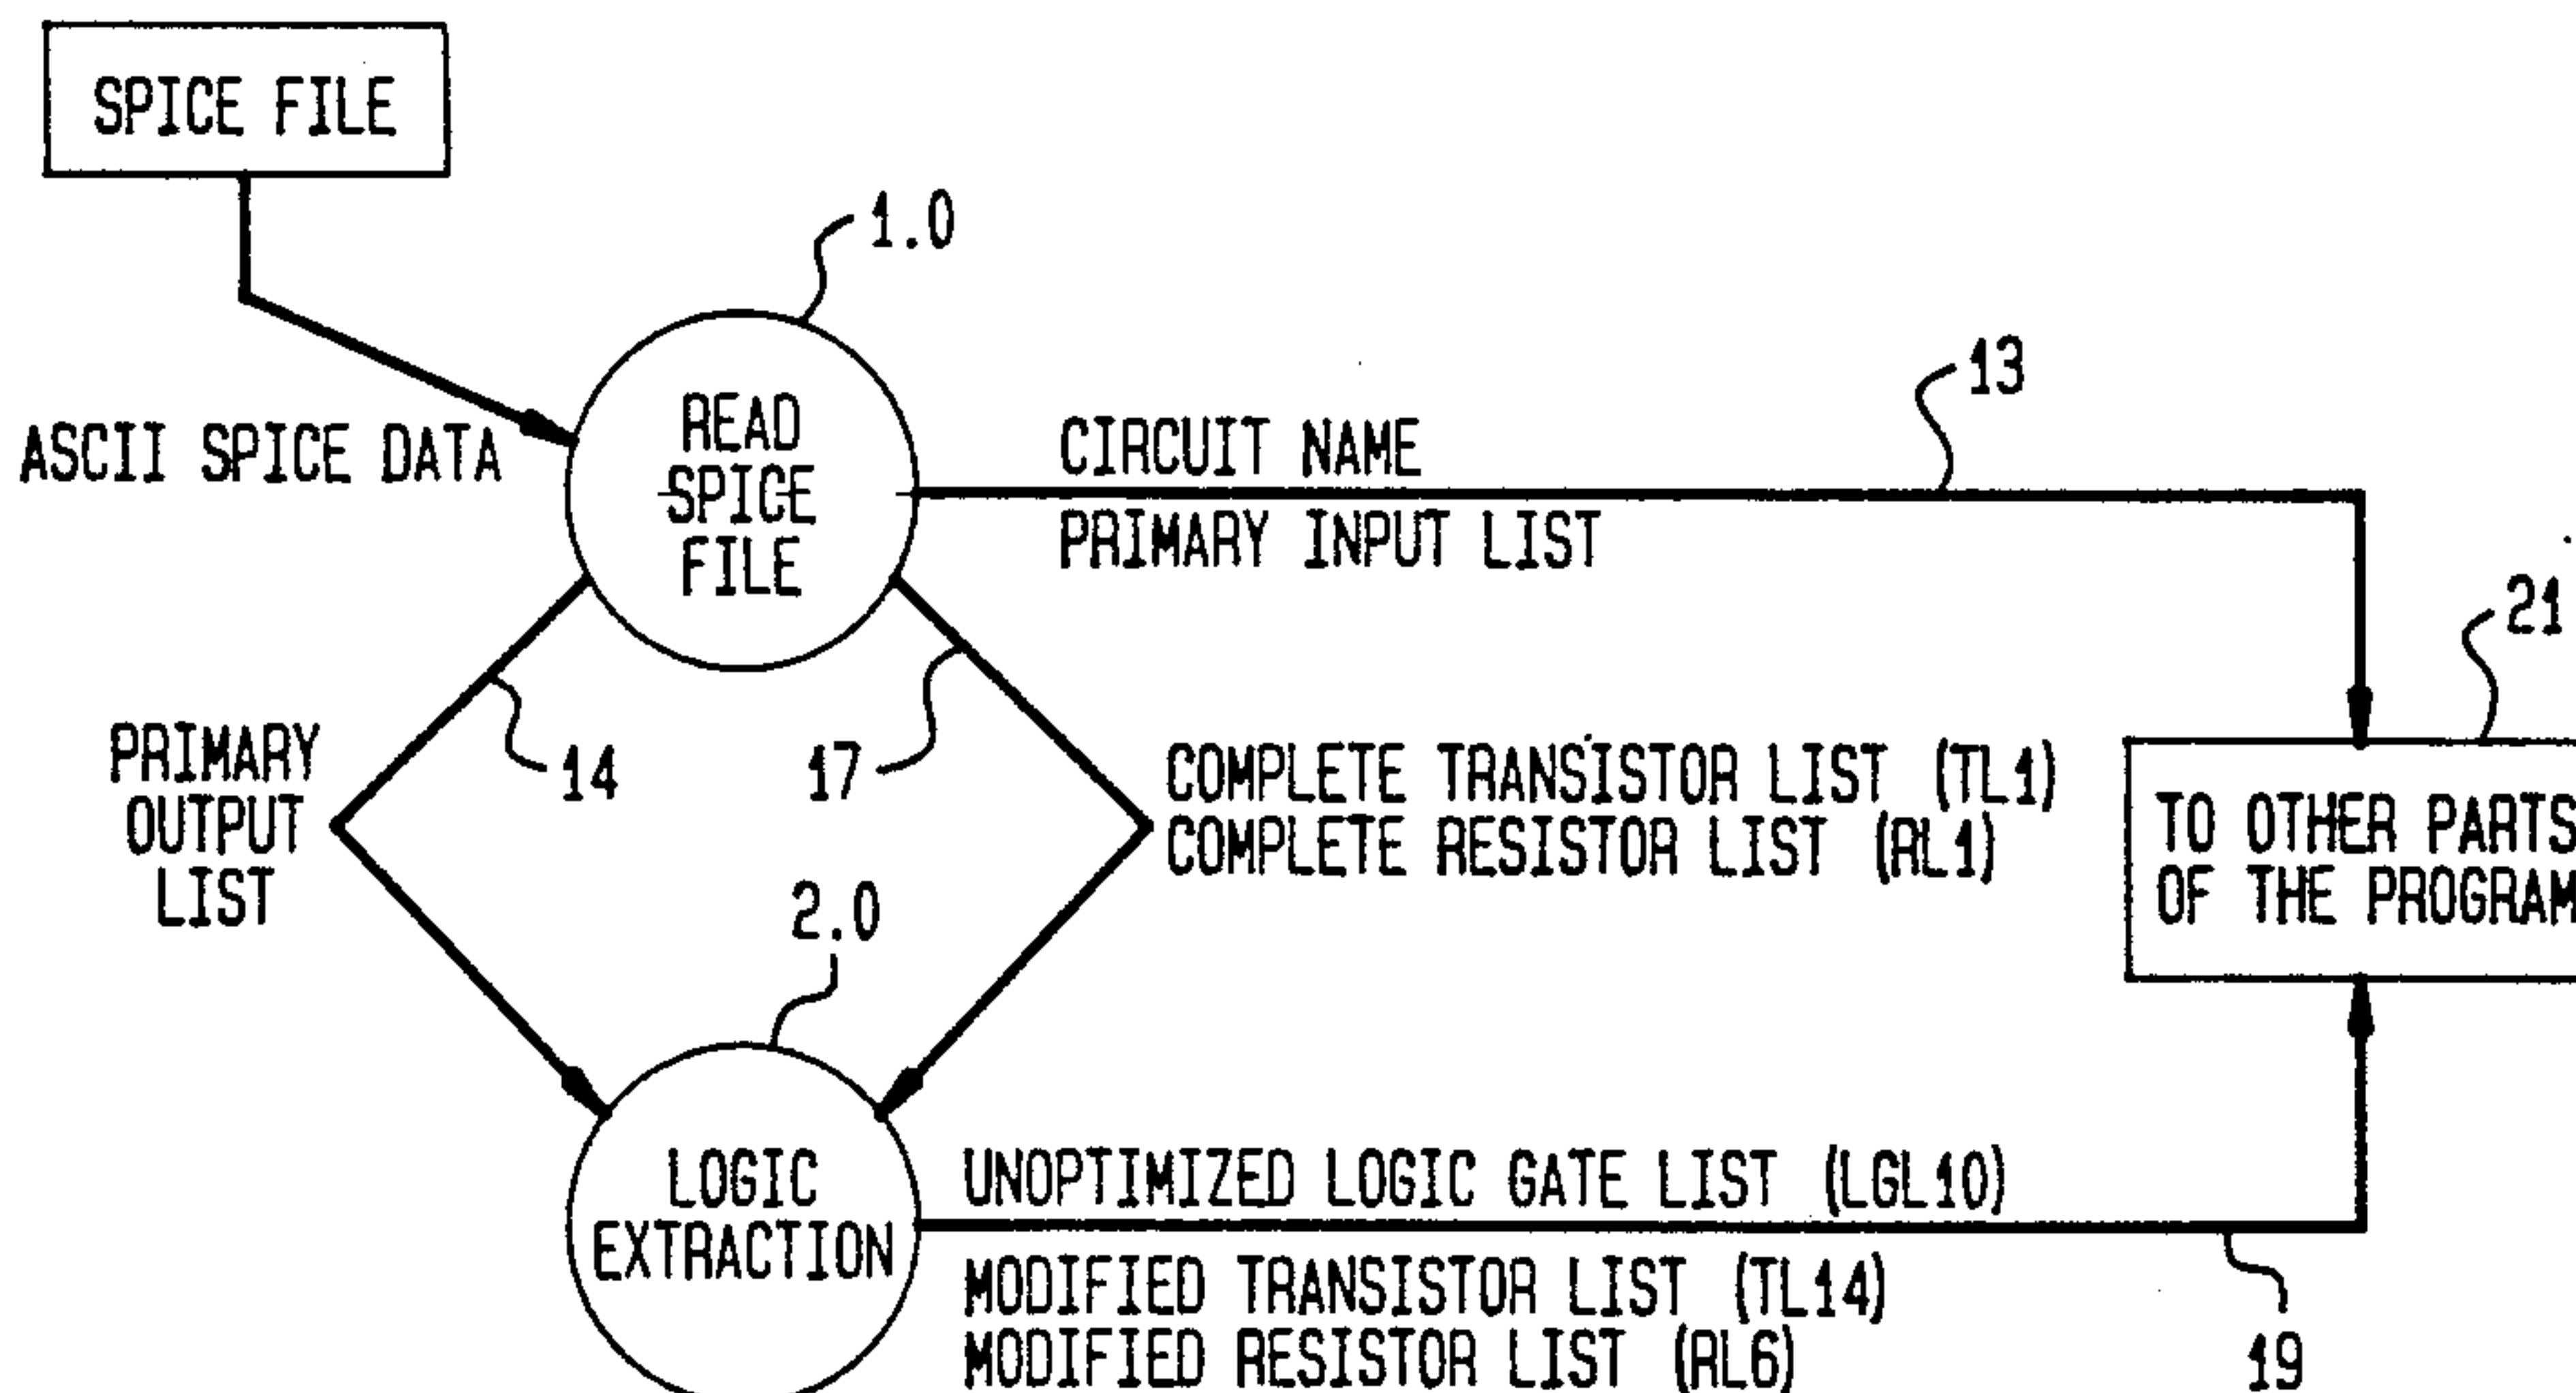 SPICE FILE
1.0
ASCII SPICE DATA
READ
SPICE
FILE
13
CIRCUIT NAME
PRIMARY INPUT LIST
21
PRIMARY
OUTPUT
LIST
14
17
COMPLETE TRANSISTOR LIST (TL1)
COMPLETE RESISTOR LIST (RL1)
TO OTHER PARTS
OF THE PROGRAM
2.0
LOGIC
EXTRACTION
UNOPTIMIZED LOGIC GATE LIST (LGL10)
MODIFIED TRANSISTOR LIST (TL14)
MODIFIED RESISTOR LIST (RL6)
19